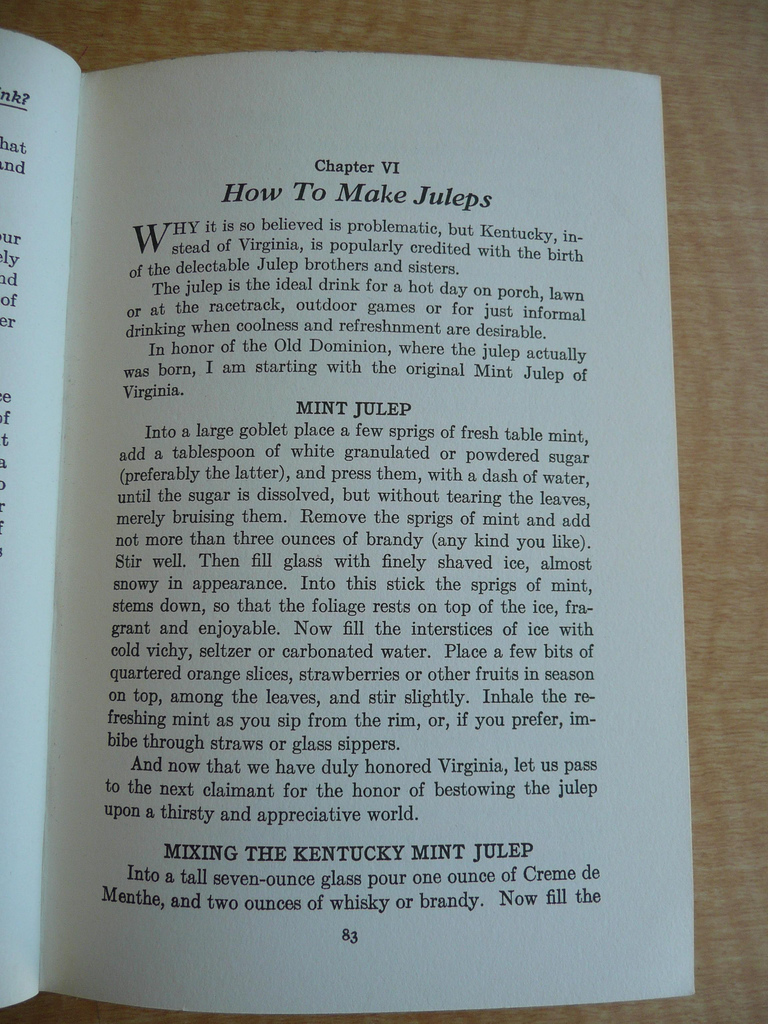 nk?
hat
and
our
ely
nd
of
er
ce
of
t
a
o
r
f
s
Chapter VI
How To Make Juleps
WHY it is so believed is problematic, but Kentucky, in-
stead of Virginia, is popularly credited with the birth
of the delectable Julep brothers and sisters.
The julep is the ideal drink for a hot day on porch, lawn
or at the racetrack, outdoor games or for just informal
drinking when coolness and refreshnment are desirable.
In honor of the Old Dominion, where the julep actually
was born, I am starting with the original Mint Julep of
Virginia.
MINT JULEP
Into a large goblet place a few sprigs of fresh table mint,
add a tablespoon of white granulated or powdered sugar
(preferably the latter), and press them, with a dash of water,
until the sugar is dissolved, but without tearing the leaves,
merely bruising them. Remove the sprigs of mint and add
not more than three ounces of brandy (any kind you like).
Stir well. Then fill glass with finely shaved ice, almost
snowy in appearance. Into this stick the sprigs of mint,
stems down, so that the foliage rests on top of the ice, fra-
grant and enjoyable. Now fill the interstices of ice with
cold vichy, seltzer or carbonated water. Place a few bits of
quartered orange slices, strawberries or other fruits in season
on top, among the leaves, and stir slightly. Inhale the re-
freshing mint as you sip from the rim, or, if you prefer, im-
bibe through straws or glass sippers.
And now that we have duly honored Virginia, let us pass
to the next claimant for the honor of bestowing the julep
upon a thirsty and appreciative world.
MIXING THE KENTUCKY MINT JULEP
Into a tall seven-ounce glass pour one ounce of Creme de
Menthe, and two ounces of whisky or brandy. Now fill the
83